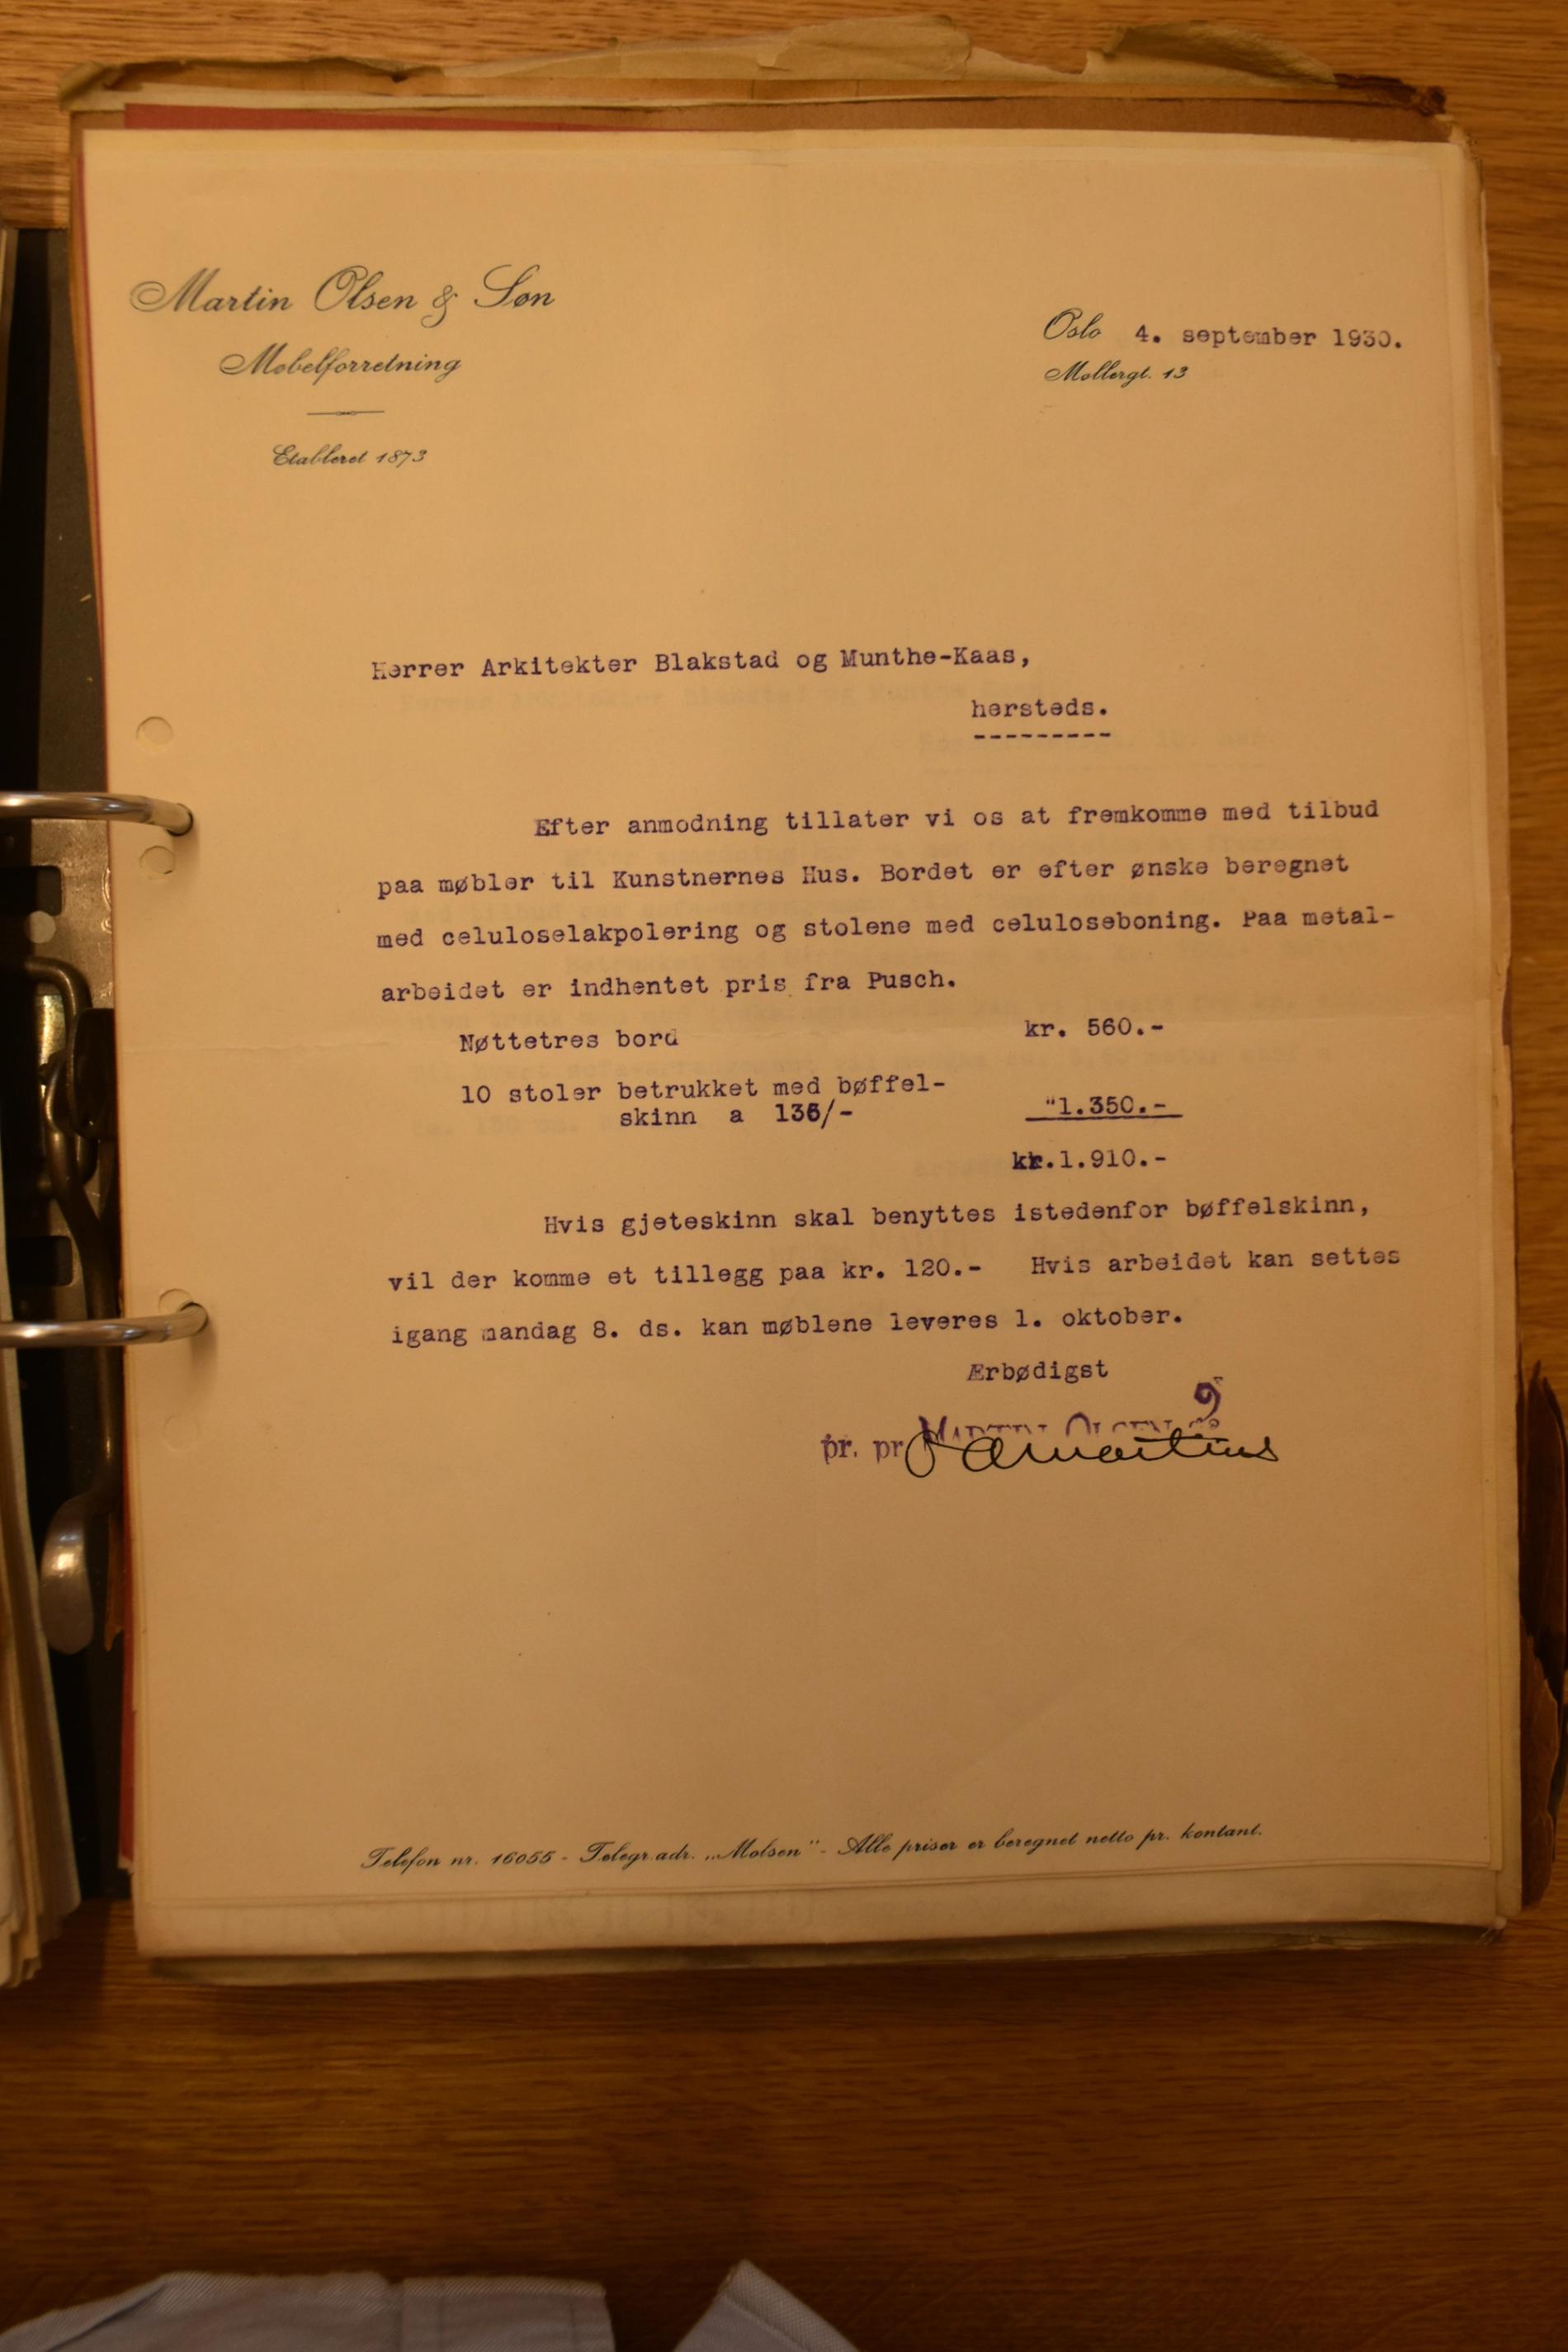 Martin Olsen & Søn
Møbelforretning
Etableret 1873
Oslo 4. september 1930.
Møllergt. 13
Herrer Arkitekter Blakstad og Munthe-Kaas,
hersteds.
---------
Efter anmodning tillater vi os at fremkomme med tilbud
paa møbler til Kunstnernes Hus. Bordet er efter ønske beregnet
med celuloselakpolering og stolene med celuloseboning. Paa metal-
arbeidet er indhentet pris fra Pusch.
Nøttetres bord kr. 560.-
10 stoler betrukket med bøffel-
skinn a 135/- "1.350.-
kr.1.910.-
Hvis gjeteskinn skal benyttes istedenfor bøffelskinn,
vil der komme et tillegg paa kr. 120.- Hvis arbeidet kan settes
igang mandag 8. ds. kan møblene leveres 1. oktober.
Ærbødigst
pr. pr MARTIN OLSEN
Telefon nr. 16055 - Telegr.adr. „Molsen" - Alle priser er beregnet netto pr. kontant.